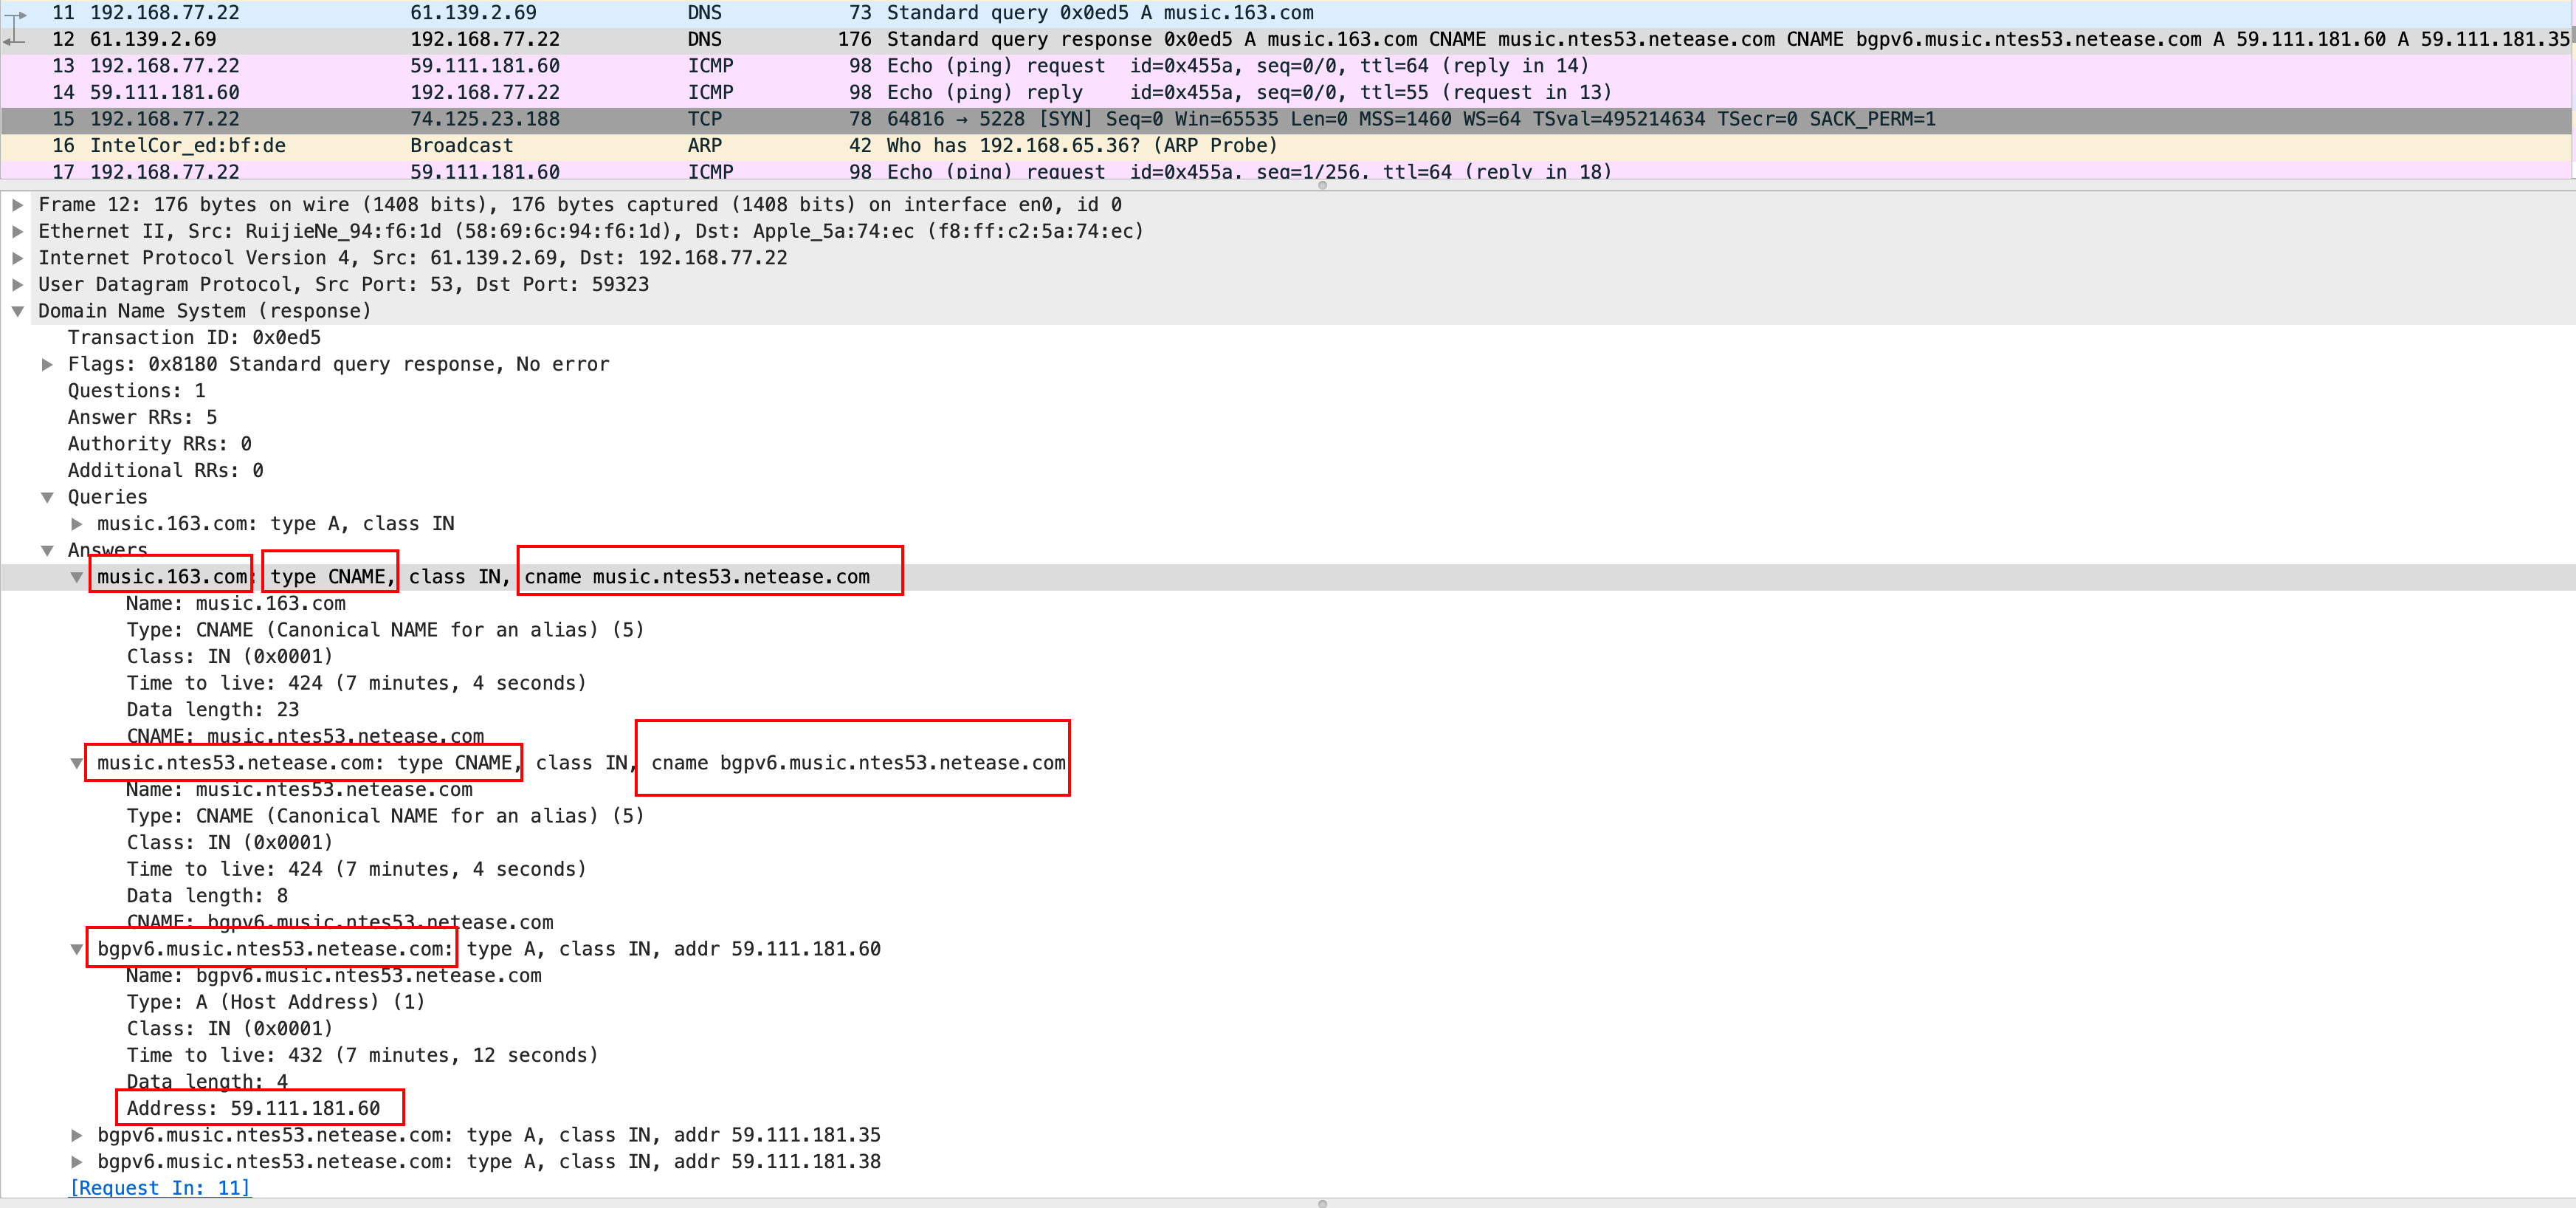 11 192.168.77.22 61.139.2.69 DNS 73 Standard query 0x0ed5 A music.163.com
12 61.139.2.69 192.168.77.22 DNS 176 Standard query response 0x0ed5 A music.163.com CNAME music.ntes53.netease.com CNAME bgpv6.music.ntes53.netease.com A 59.111.181.60 A 59.111.181.35
13 192.168.77.22 59.111.181.60 ICMP 98 Echo (ping) request id=0x455a, seq=0/0, ttl=64 (reply in 14)
14 59.111.181.60 192.168.77.22 ICMP 98 Echo (ping) reply id=0x455a, seq=0/0, ttl=55 (request in 13)
15 192.168.77.22 74.125.23.188 TCP 78 64816 → 5228 [SYN] Seq=0 Win=65535 Len=0 MSS=1460 WS=64 TSval=495214634 TSecr=0 SACK_PERM=1
16 IntelCor_ed:bf:de Broadcast ARP 42 Who has 192.168.65.36? (ARP Probe)
17 192.168.77.22 59.111.181.60 ICMP 98 Echo (ping) request id=0x455a, seq=1/256, ttl=64 (reply in 18)
Frame 12: 176 bytes on wire (1408 bits), 176 bytes captured (1408 bits) on interface en0, id 0
Ethernet II, Src: RuijieNe_94:f6:1d (58:69:6c:94:f6:1d), Dst: Apple_5a:74:ec (f8:ff:c2:5a:74:ec)
Internet Protocol Version 4, Src: 61.139.2.69, Dst: 192.168.77.22
User Datagram Protocol, Src Port: 53, Dst Port: 59323
Domain Name System (response)
Transaction ID: 0x0ed5
Flags: 0x8180 Standard query response, No error
Questions: 1
Answer RRs: 5
Authority RRs: 0
Additional RRs: 0
Queries
music.163.com: type A, class IN
Answers
music.163.com: type CNAME, class IN, cname music.ntes53.netease.com
Name: music.163.com
Type: CNAME (Canonical NAME for an alias) (5)
Class: IN (0x0001)
Time to live: 424 (7 minutes, 4 seconds)
Data length: 23
CNAME: music.ntes53.netease.com
music.ntes53.netease.com: type CNAME, class IN, cname bgpv6.music.ntes53.netease.com
Name: music.ntes53.netease.com
Type: CNAME (Canonical NAME for an alias) (5)
Class: IN (0x0001)
Time to live: 424 (7 minutes, 4 seconds)
Data length: 8
CNAME: bgpv6.music.ntes53.netease.com
bgpv6.music.ntes53.netease.com: type A, class IN, addr 59.111.181.60
Name: bgpv6.music.ntes53.netease.com
Type: A (Host Address) (1)
Class: IN (0x0001)
Time to live: 432 (7 minutes, 12 seconds)
Data length: 4
Address: 59.111.181.60
bgpv6.music.ntes53.netease.com: type A, class IN, addr 59.111.181.35
bgpv6.music.ntes53.netease.com: type A, class IN, addr 59.111.181.38
[Request In: 11]